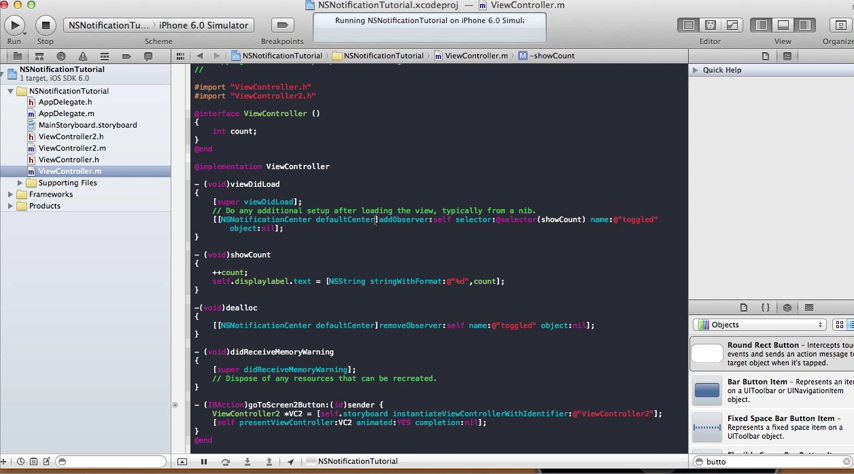 NSNotificationTutorial.xcodeproj — ViewController.m
NSNotificationTu... iPhone 6.0 Simulator
Running NSNotificationTutorial on iPhone 6.0
Run
Stop
Scheme
Breakpoints
Editor
View
Organize
NSNotificationTutorial
1 target, iOS SDK 6.0
NSNotificationTutorial
AppDelegate.h
AppDelegate.m
MainStoryboard.storyboard
ViewController2.h
ViewController2.m
ViewController.h
ViewController.m
Supporting Files
Frameworks
Products
NSNotificationTutorial NSNotificationTutorial ViewController.m -showCount
//
#import "ViewController.h"
#import "ViewController2.h"
@interface ViewController ()
{
int count;
}
@end
@implementation ViewController
- (void)viewDidLoad
{
[super viewDidLoad];
// Do any additional setup after loading the view, typically from a nib.
[[NSNotificationCenter defaultCenter]addObserver:self selector:@selector(showCount) name:@"toggled"
object:nil];
}
- (void)showCount
{
++count;
self.displaylabel.text = [NSString stringWithFormat:@"%d",count];
}
-(void)dealloc
{
[[NSNotificationCenter defaultCenter]removeObserver:self name:@"toggled" object:nil];
}
- (void)didReceiveMemoryWarning
{
[super didReceiveMemoryWarning];
// Dispose of any resources that can be recreated.
}
- (IBAction)goToScreen2Button:(id)sender {
ViewController2 *VC2 = [self.storyboard instantiateViewControllerWithIdentifier:@"ViewController2"];
[self presentViewController:VC2 animated:YES completion:nil];
}
@end
NSNotificationTutorial
Quick Help
Objects
Round Rect Button – Intercepts tou
events and sends an action message to
target object when it's tapped.
Bar Button Item – Represents an ite
on a UIToolbar or UINavigationItem
object.
Fixed Space Bar Button Item –
Represents a fixed space item on a
UIToolbar object.
butto